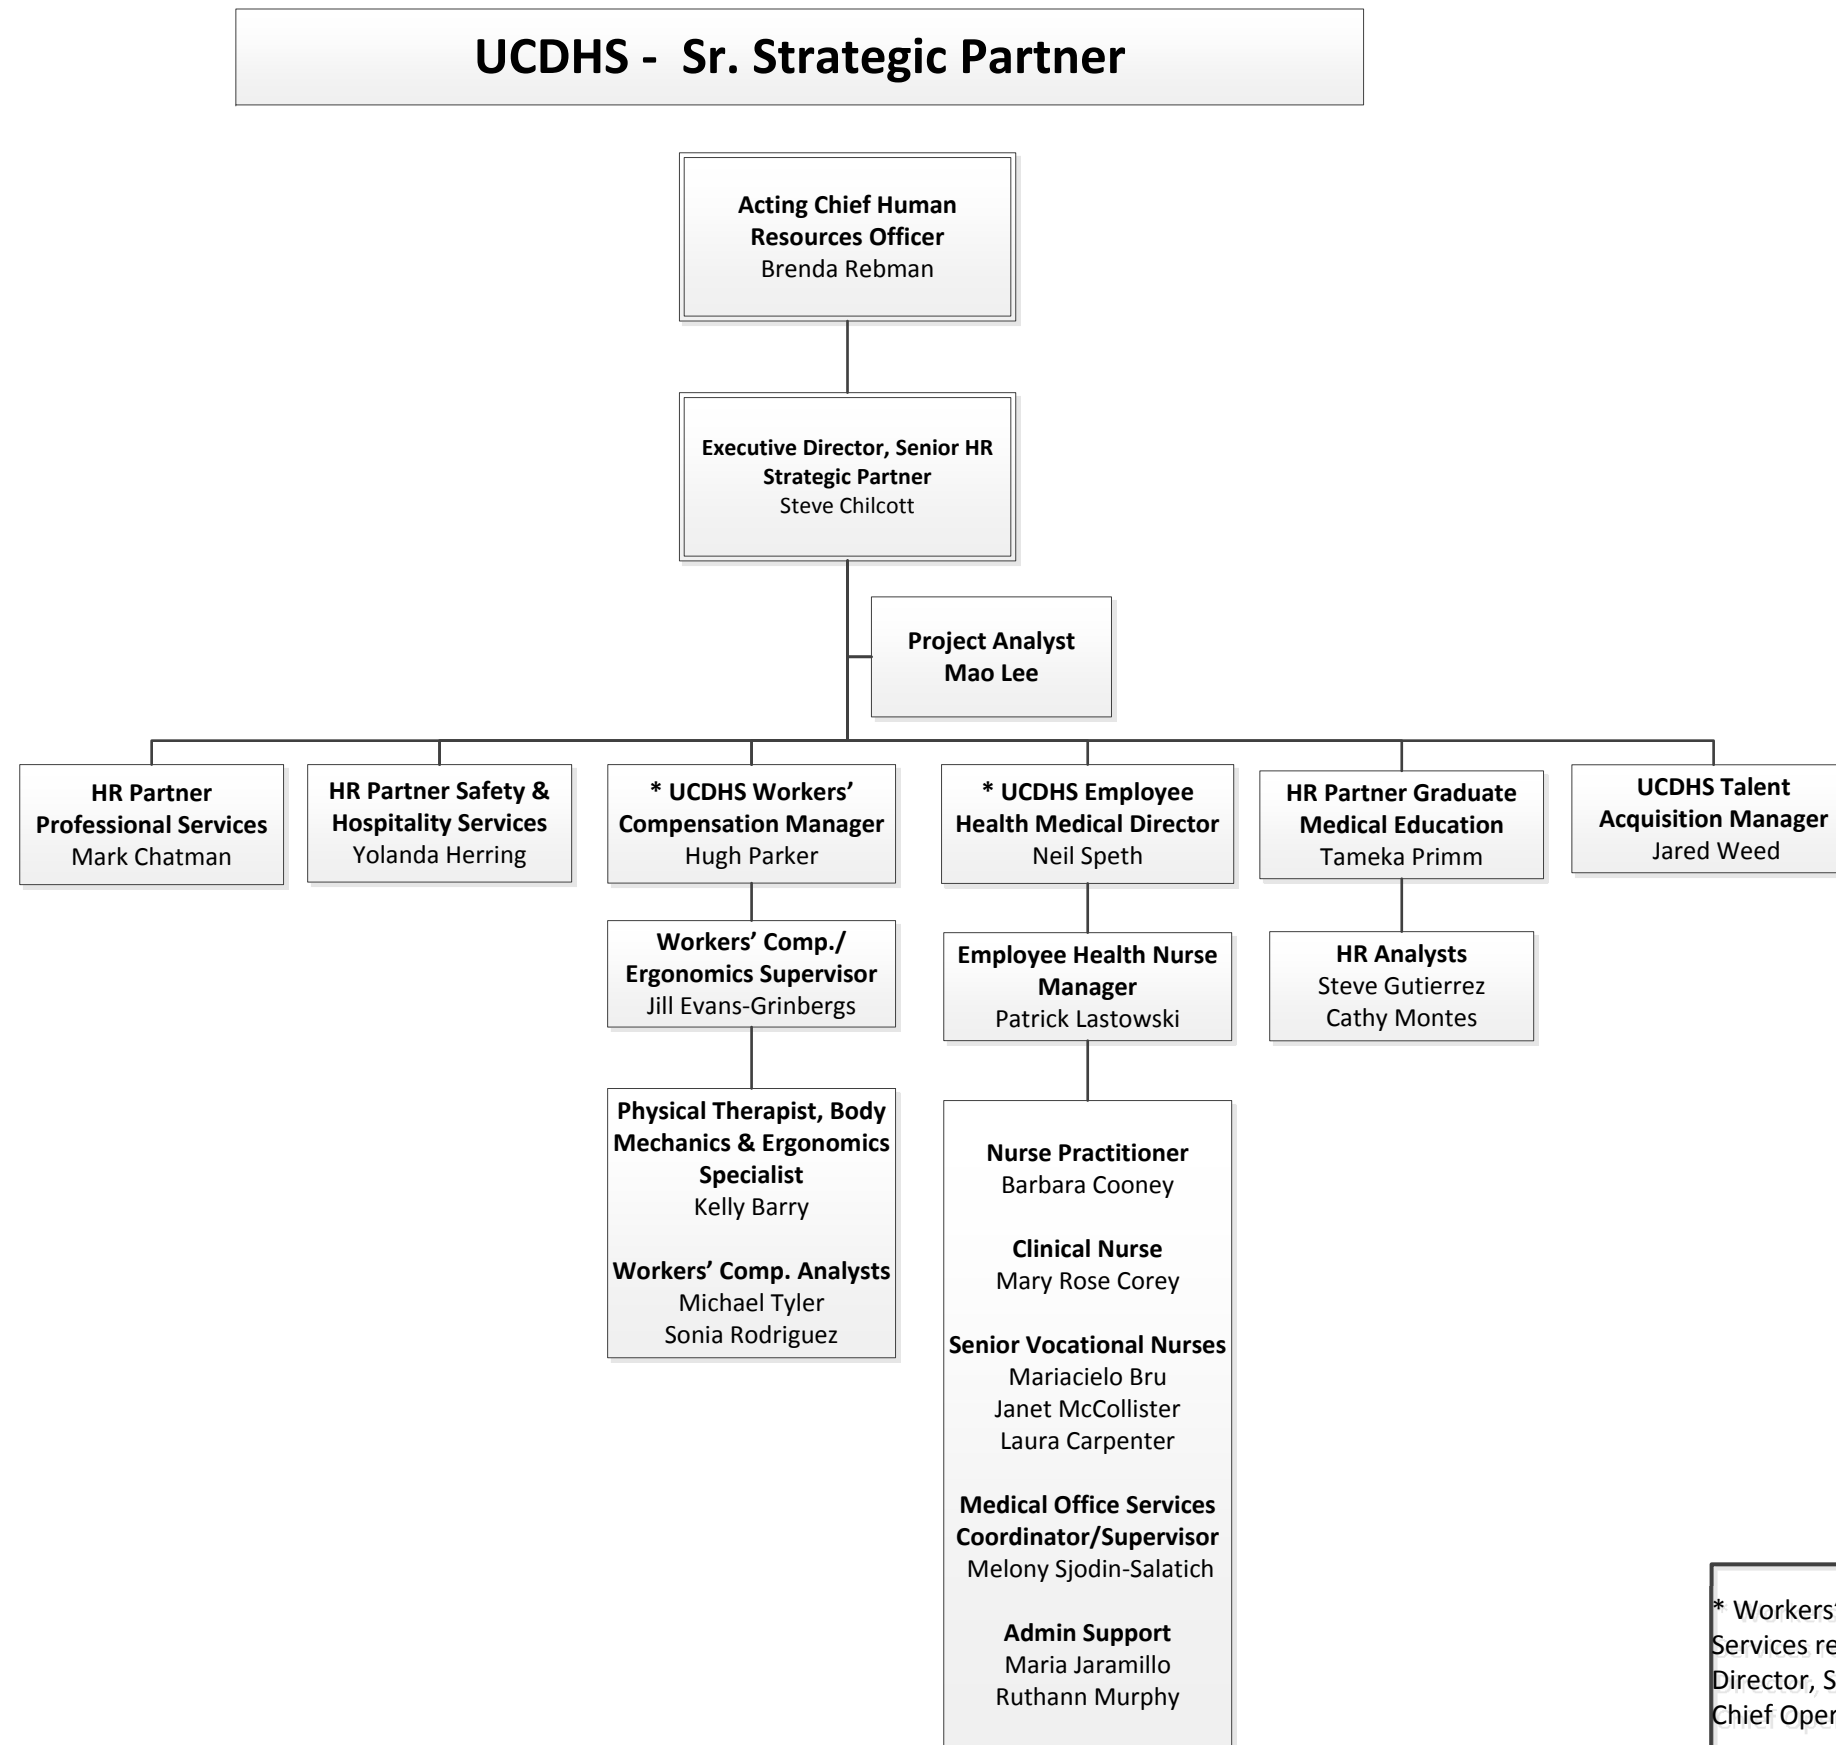 UCDHS - Sr. Strategic Partner
Acting Chief Human
Resources Officer
Brenda Rebman
Executive Director, Senior HR
Strategic Partner
Steve Chilcott
Project Analyst
Mao Lee
HR Partner
Professional Services
Mark Chatman
HR Partner Safety &
Hospitality Services
Yolanda Herring
* UCDHS Workers’
Compensation Manager
Hugh Parker
* UCDHS Employee
Health Medical Director
Neil Speth
HR Partner Graduate
Medical Education
Tameka Primm
UCDHS Talent
Acquisition Manager
Jared Weed
Workers’ Comp./
Ergonomics Supervisor
Jill Evans-Grinbergs
Employee Health Nurse
Manager
Patrick Lastowski
HR Analysts
Steve Gutierrez
Cathy Montes
Physical Therapist, Body
Mechanics & Ergonomics
Specialist
Kelly Barry
Workers’ Comp. Analysts
Michael Tyler
Sonia Rodriguez
Nurse Practitioner
Barbara Cooney
Clinical Nurse
Mary Rose Corey
Senior Vocational Nurses
Mariacielo Bru
Janet McCollister
Laura Carpenter
Medical Office Services
Coordinator/Supervisor
Melony Sjodin-Salatich
Admin Support
Maria Jaramillo
Ruthann Murphy
* Workers’
Services re
Director, S
Chief Oper